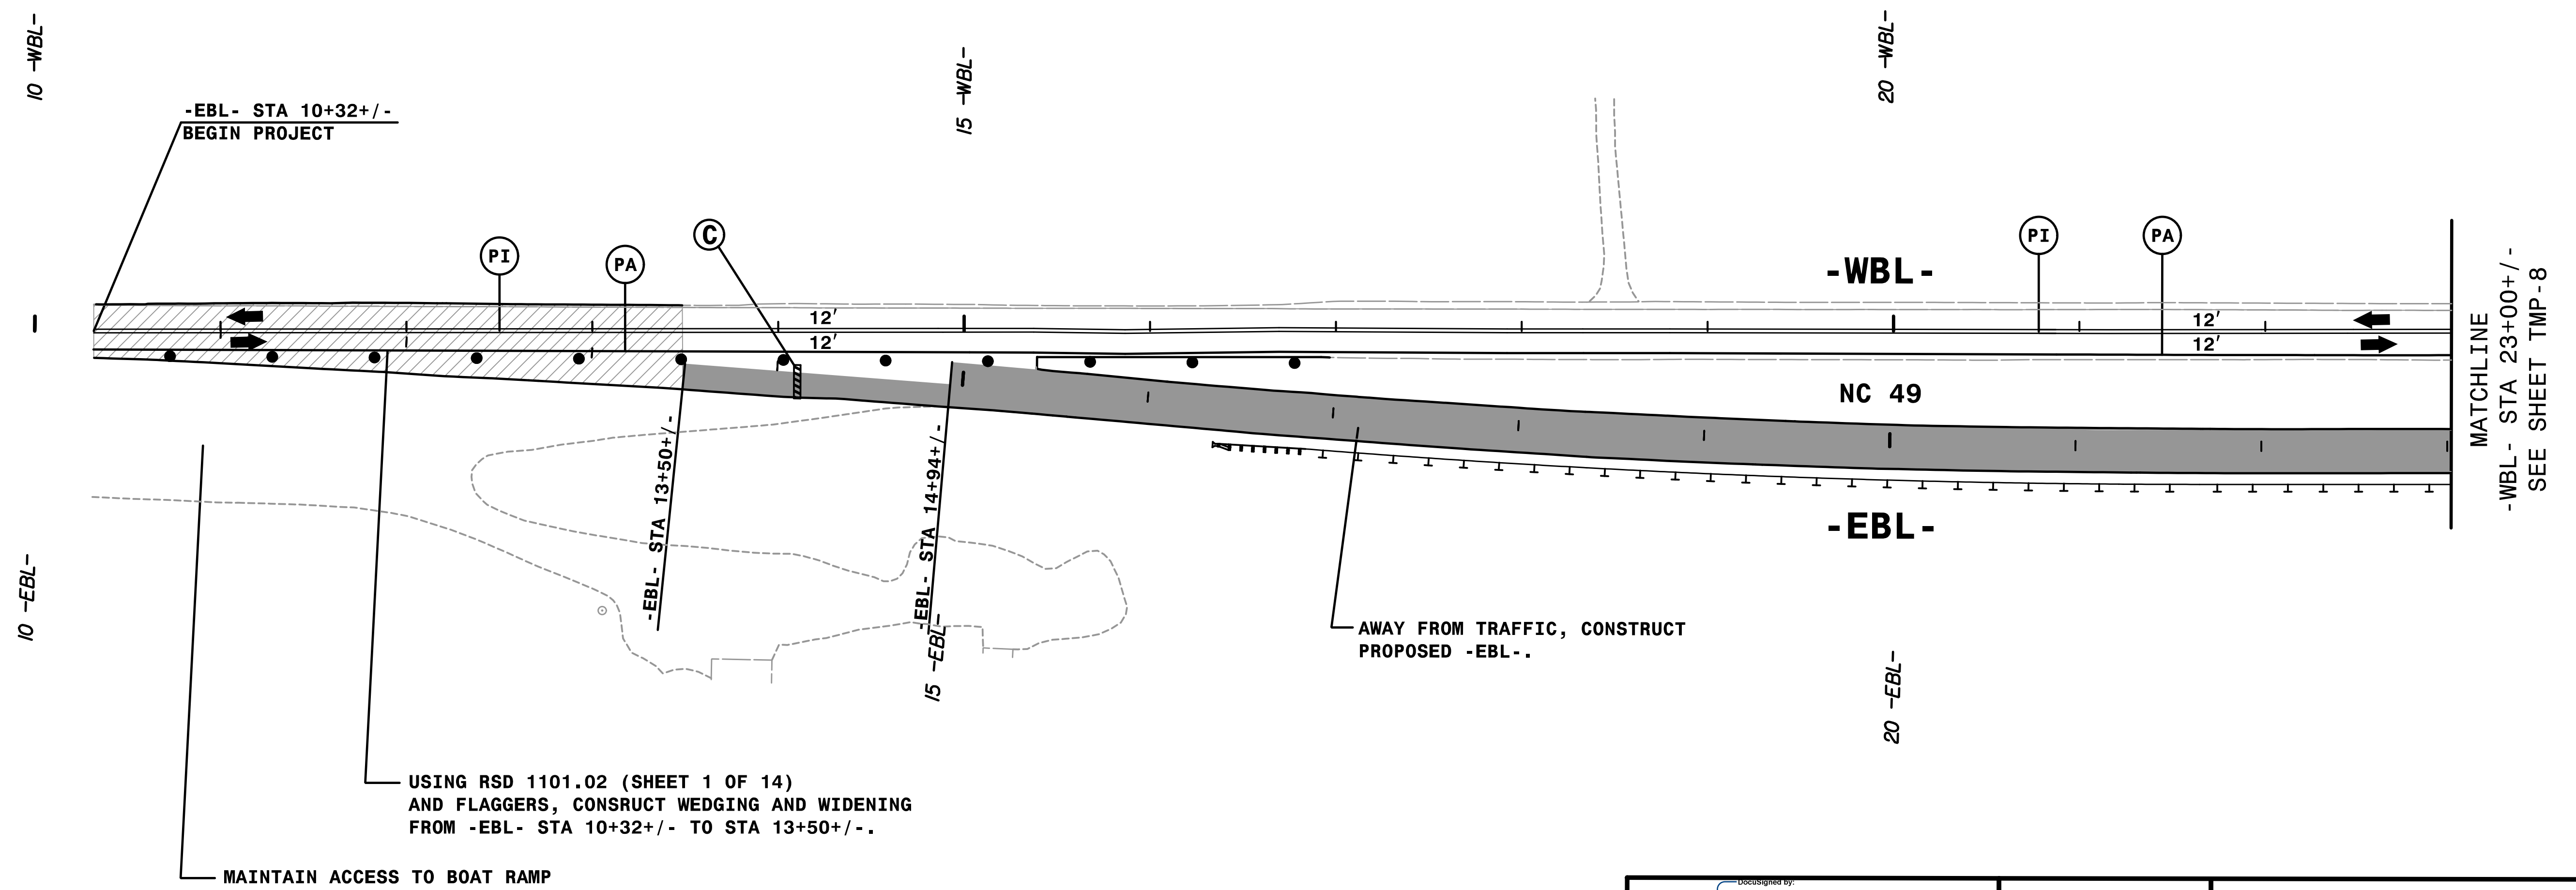 10 -WBL-
15 -WBL-
20 -WBL-
-EBL- STA 10+32+/-
BEGIN PROJECT
PI
PA
C
PI
PA
-WBL-
12'
12'
12'
12'
NC 49
-EBL-
MATCHLINE
-WBL- STA 23+00+/-
SEE SHEET TMP-8
-EBL- STA 13+50+/-
-EBL- STA 14+94+/-
10 -EBL-
15 -EBL-
20 -EBL-
AWAY FROM TRAFFIC, CONSTRUCT
PROPOSED -EBL-.
USING RSD 1101.02 (SHEET 1 OF 14)
AND FLAGGERS, CONSRUCT WEDGING AND WIDENING
FROM -EBL- STA 10+32+/- TO STA 13+50+/-.
MAINTAIN ACCESS TO BOAT RAMP
DocuSigned by: